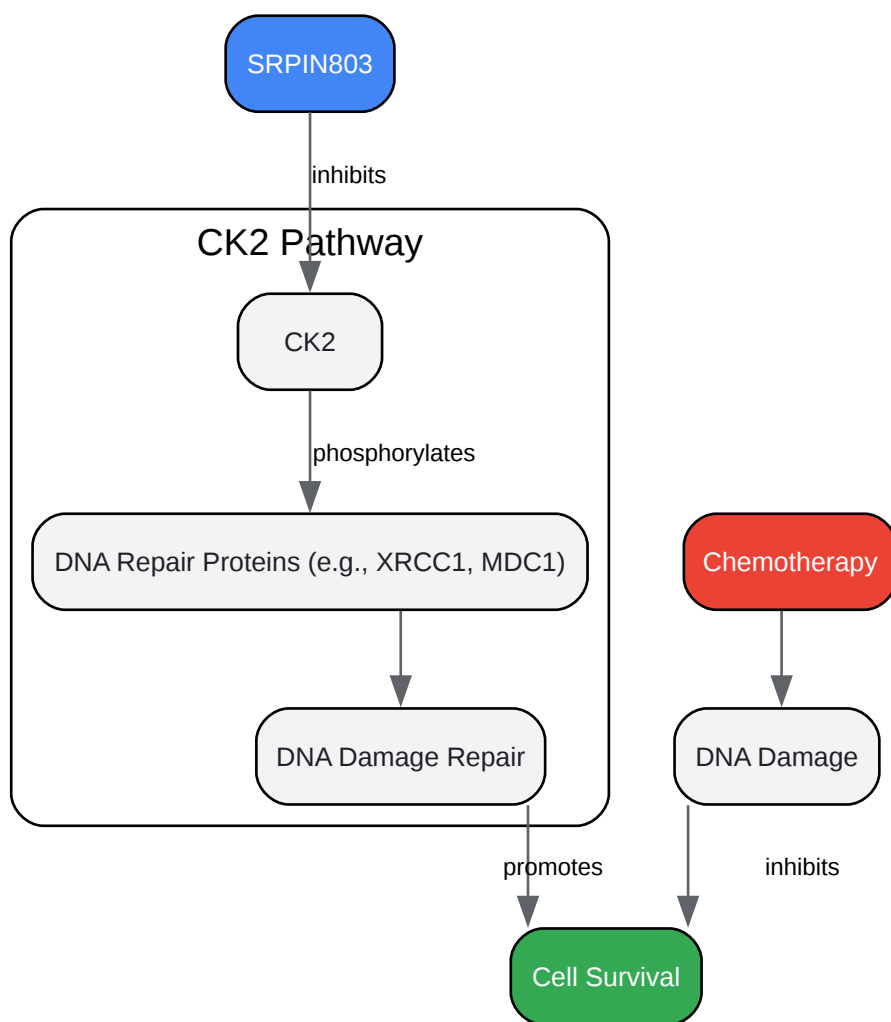 SRPIN803
inhibits
CK2 Pathway
CK2
phosphorylates
DNA Repair Proteins (e.g., XRCC1, MDC1)
Chemotherapy
DNA Damage Repair
DNA Damage
promotes
inhibits
Cell Survival